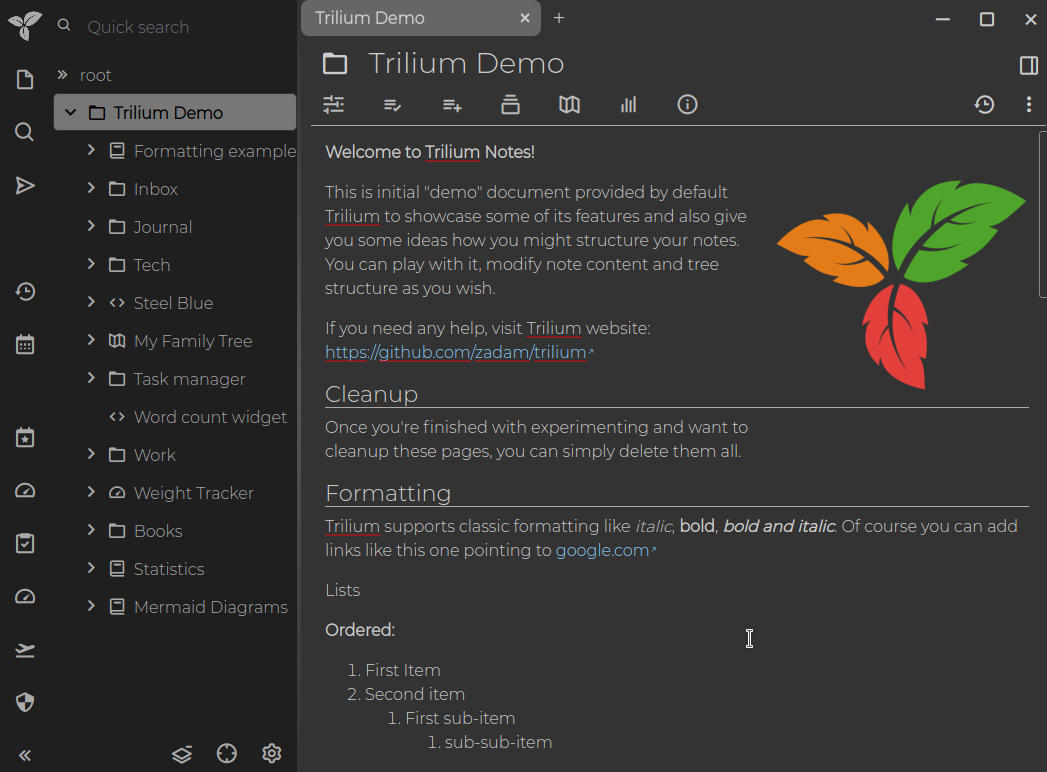 Quick search
root
Trilium Demo
Formatting example
Inbox
Journal
Tech
Steel Blue
My Family Tree
Task manager
Word count widget
Work
Weight Tracker
Books
Statistics
Mermaid Diagrams
Trilium Demo
Trilium Demo
Welcome to Trilium Notes!
This is initial "demo" document provided by default
Trilium to showcase some of its features and also give
you some ideas how you might structure your notes.
You can play with it, modify note content and tree
structure as you wish.
If you need any help, visit Trilium website:
https://github.com/zadam/trilium
Cleanup
Once you're finished with experimenting and want to
cleanup these pages, you can simply delete them all.
Formatting
Trilium supports classic formatting like italic, bold, bold and italic. Of course you can add
links like this one pointing to google.com
Lists
Ordered:
1. First Item
2. Second item
1. First sub-item
1. sub-sub-item